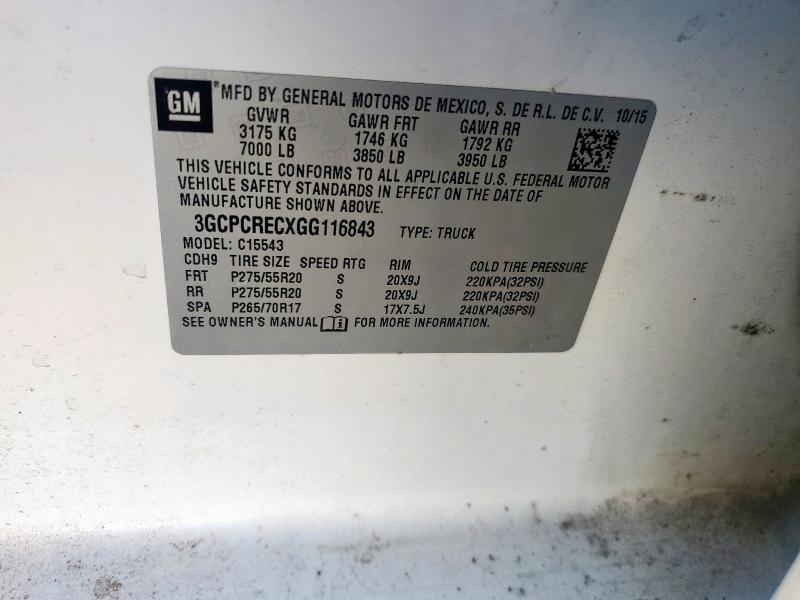 GM ® MFD BY GENERAL MOTORS DE MEXICO, S. DE R.L. DE C.V. 10/15
GVWR GAWR FRT GAWR RR
3175 KG 1746 KG 1792 KG
7000 LB 3850 LB 3950 LB
THIS VEHICLE CONFORMS TO ALL APPLICABLE U.S. FEDERAL MOTOR
VEHICLE SAFETY STANDARDS IN EFFECT ON THE DATE OF
MANUFACTURE SHOWN ABOVE.
3GCPCRECXGG116843 TYPE: TRUCK
MODEL: C15543
CDH9 TIRE SIZE SPEED RTG RIM COLD TIRE PRESSURE
FRT P275/55R20 S 20X9J 220KPA(32PSI)
RR P275/55R20 S 20X9J 220KPA(32PSI)
SPA P265/70R17 S 17X7.5J 240KPA(35PSI)
SEE OWNER'S MANUAL i FOR MORE INFORMATION.